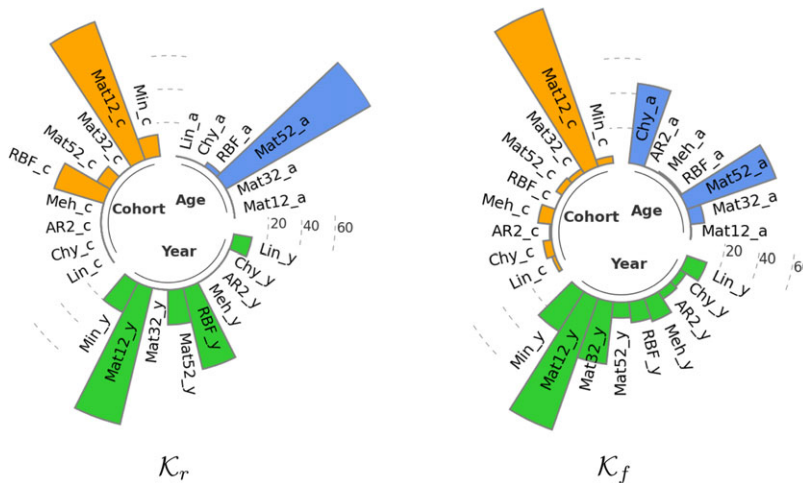 Min_c
Mat12_c
Mat32_c
Mat52_c
RBF_c
Meh_c
AR2_c
Chy_c
Lin_c
Lin_a
Chy_a
RBF_a
Mat52_a
Mat32_a
Mat12_a
Cohort
Age
Year
20 40 60
Lin_y
Chy_y
AR2_y
Meh_y
RBF_y
Mat52_y
Mat32_y
Mat12_y
Min_y
𝒦r
Min_c
Mat12_c
Mat32_c
Mat52_c
RBF_c
Meh_c
AR2_c
Chy_c
Lin_c
Chy_a
AR2_a
Meh_a
RBF_a
Mat52_a
Mat32_a
Mat12_a
Cohort
Age
Year
20 40 60
Lin_y
Chy_y
AR2_y
Meh_y
RBF_y
Mat52_y
Mat32_y
Mat12_y
Min_y
𝒦f